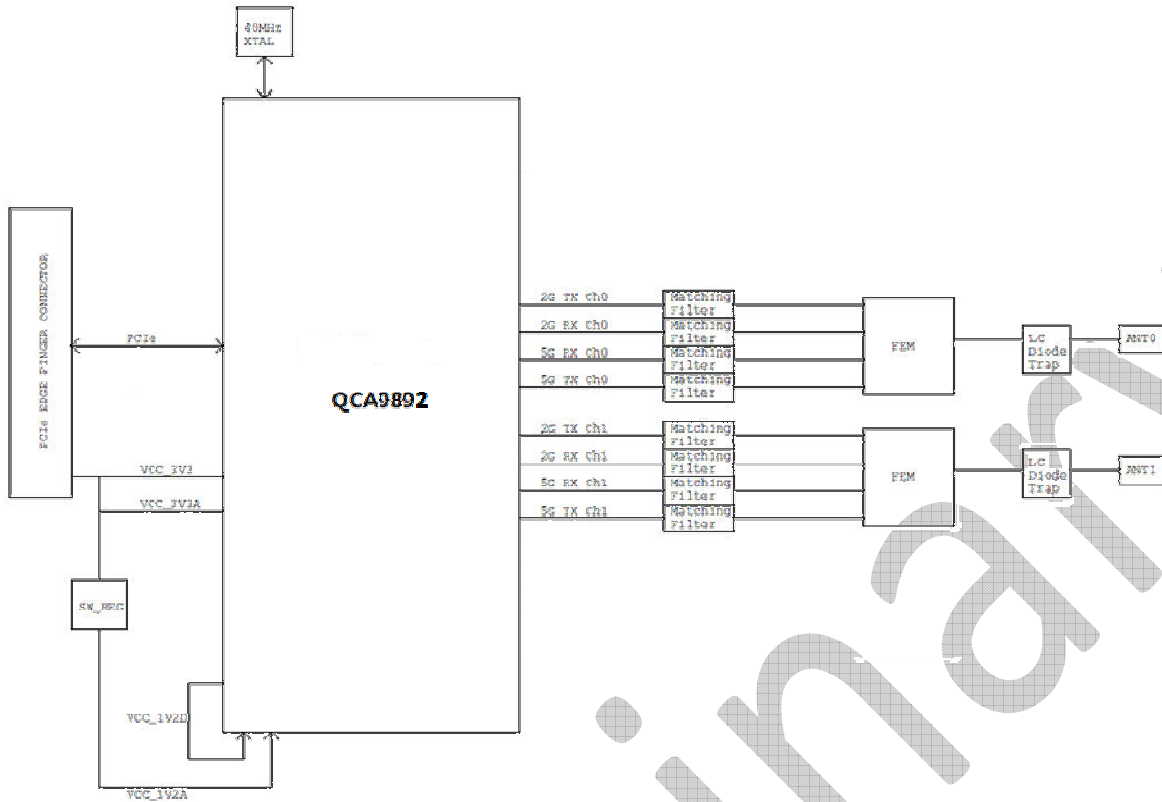 40MHz
XTAL
PCIe EDGE FINGER CONNECTOR
PCIe
QCA9892
VCC_3V3
VCC_3V3A
SW_REG
VCC_1V2D
VCC_1V2A
2G TX Ch0
2G RX Ch0
5G RX Ch0
5G TX Ch0
Matching
Filter
Matching
Filter
Matching
Filter
Matching
Filter
FEM
LC
Diode
Trap
ANT0
2G TX Ch1
2G RX Ch1
5G RX Ch1
5G TX Ch1
Matching
Filter
Matching
Filter
Matching
Filter
Matching
Filter
FEM
LC
Diode
Trap
ANT1
inar